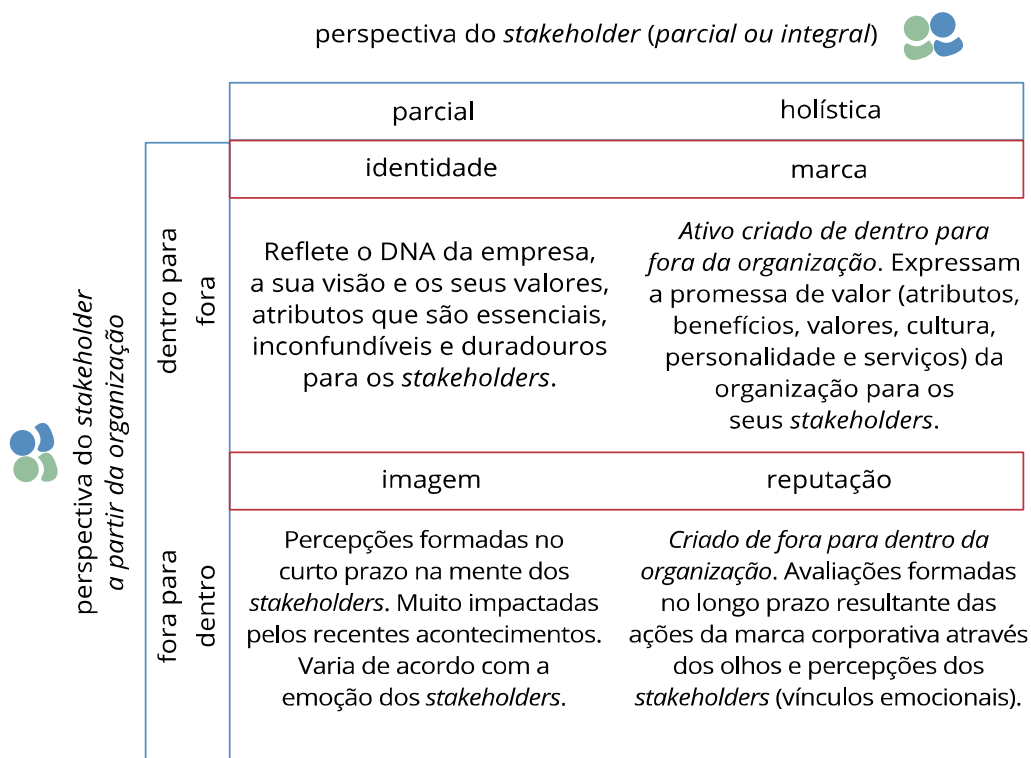 perspectiva do stakeholder (parcial ou integral)
parcial
holística
identidade
marca
perspectiva do stakeholder
a partir da organização
dentro para
fora
Reflete o DNA da empresa,
a sua visão e os seus valores,
atributos que são essenciais,
inconfundíveis e duradouros
para os stakeholders.
Ativo criado de dentro para
fora da organização. Expressam
a promessa de valor (atributos,
benefícios, valores, cultura,
personalidade e serviços) da
organização para os
seus stakeholders.
imagem
reputação
fora para
dentro
Percepções formadas no
curto prazo na mente dos
stakeholders. Muito impactadas
pelos recentes acontecimentos.
Varia de acordo com a
emoção dos stakeholders.
Criado de fora para dentro da
organização. Avaliações formadas
no longo prazo resultante das
ações da marca corporativa através
dos olhos e percepções dos
stakeholders (vínculos emocionais).